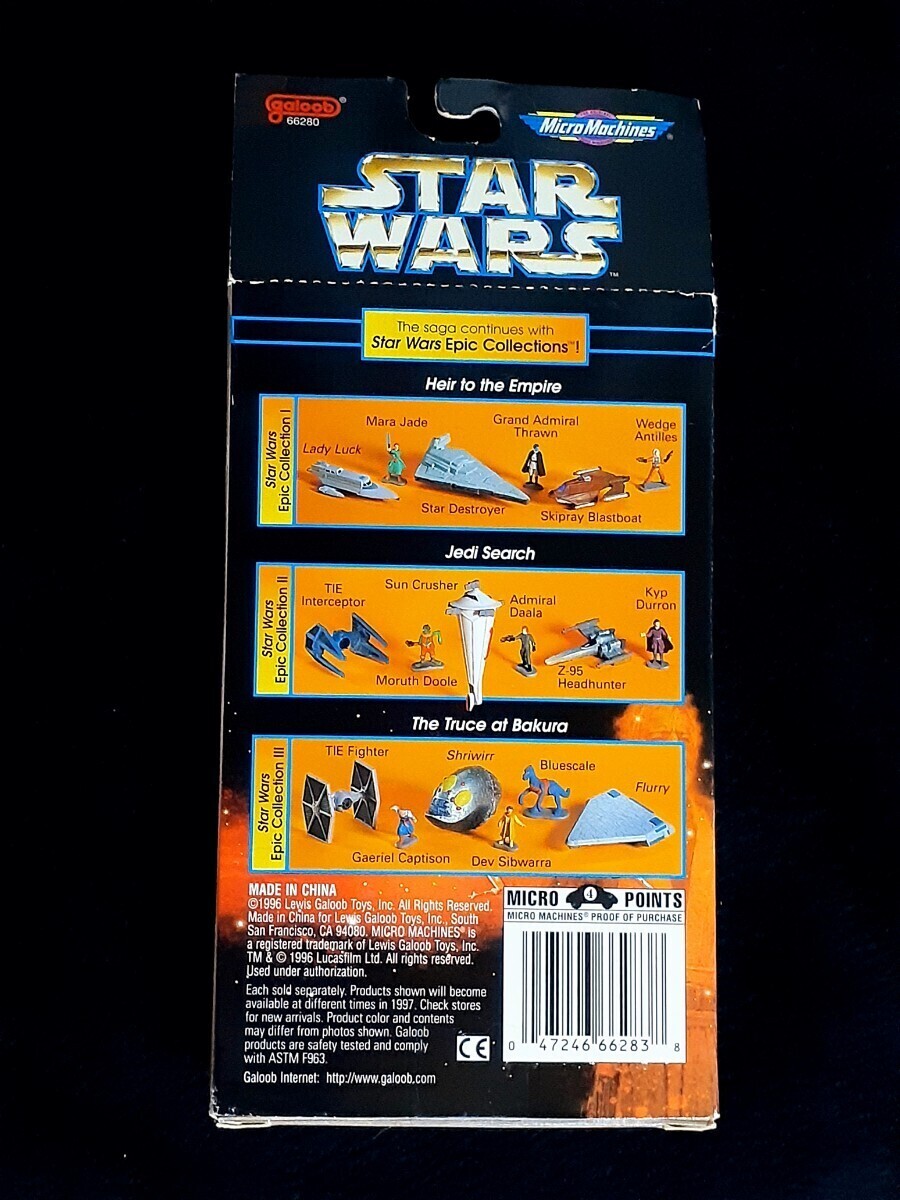 galoob®
66280
Micro Machines®
STAR
WARS™
The saga continues with
Star Wars Epic Collections™!
Heir to the Empire
Star Wars
Epic Collection I
Lady Luck
Mara Jade
Star Destroyer
Grand Admiral
Thrawn
Skipray Blastboat
Wedge
Antilles
Jedi Search
Star Wars
Epic Collection II
TIE
Interceptor
Sun Crusher
Moruth Doole
Admiral
Daala
Z-95
Headhunter
Kyp
Durron
The Truce at Bakura
Star Wars
Epic Collection III
TIE Fighter
Shriwirr
Bluescale
Flurry
Gaeriel Captison
Dev Sibwarra
MADE IN CHINA
©1996 Lewis Galoob Toys, Inc. All Rights Reserved.
Made in China for Lewis Galoob Toys, Inc., South
San Francisco, CA 94080. MICRO MACHINES® is
a registered trademark of Lewis Galoob Toys, Inc.
TM & © 1996 Lucasfilm Ltd. All rights reserved.
Used under authorization.
Each sold separately. Products shown will become
available at different times in 1997. Check stores
for new arrivals. Product color and contents
may differ from photos shown. Galoob
products are safety tested and comply
with ASTM F963.
CE
Galoob Internet: http://www.galoob.com
MICRO 4 POINTS
MICRO MACHINES® PROOF OF PURCHASE
0 47246 66283 8